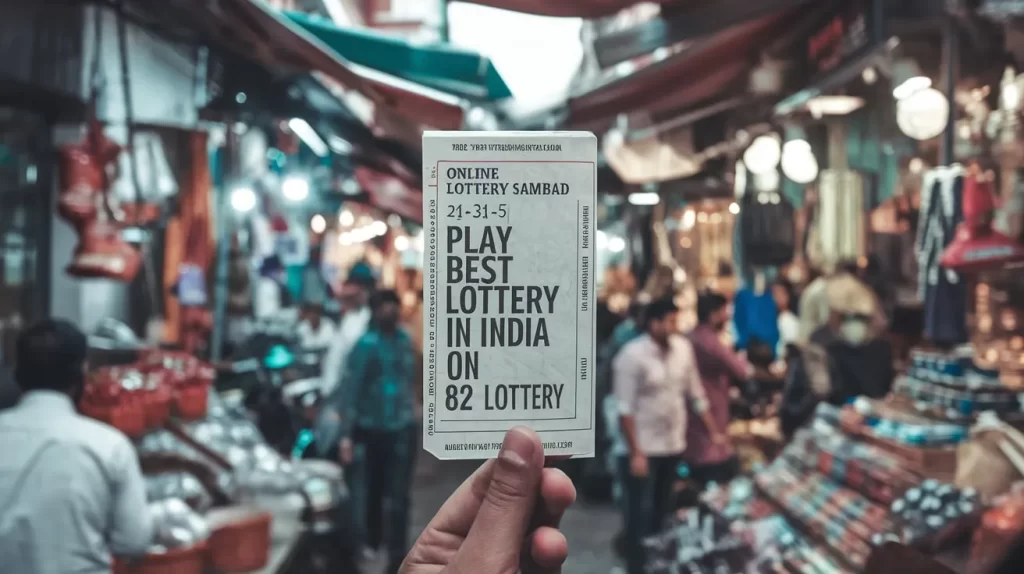 ONLINE
LOTTERY SAMBAD
21-31-5
PLAY
BEST
LOTTERY
IN INDIA
ON
82 LOTTERY